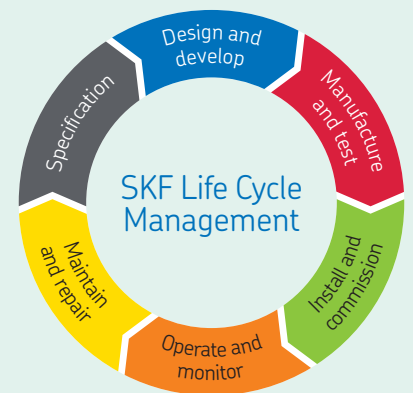 SKF Life Cycle
Management
Specification
Design and
develop
Manufacture
and test
Install and
commission
Operate and
monitor
Maintain
and repair